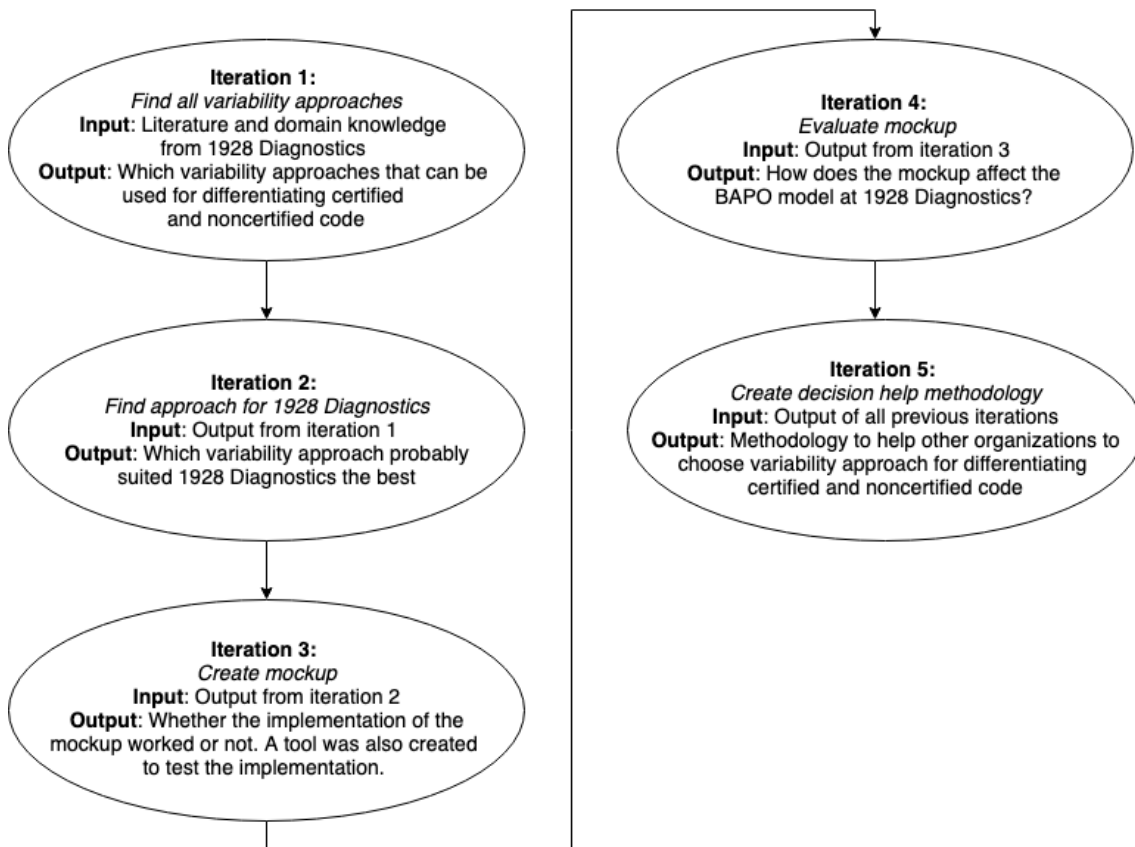 Iteration 1:
Find all variability approaches
Input: Literature and domain knowledge
from 1928 Diagnostics
Output: Which variability approaches that can be
used for differentiating certified
and noncertified code
Iteration 2:
Find approach for 1928 Diagnostics
Input: Output from iteration 1
Output: Which variability approach probably
suited 1928 Diagnostics the best
Iteration 3:
Create mockup
Input: Output from iteration 2
Output: Whether the implementation of the
mockup worked or not. A tool was also created
to test the implementation.
Iteration 4:
Evaluate mockup
Input: Output from iteration 3
Output: How does the mockup affect the
BAPO model at 1928 Diagnostics?
Iteration 5:
Create decision help methodology
Input: Output of all previous iterations
Output: Methodology to help other organizations to
choose variability approach for differentiating
certified and noncertified code